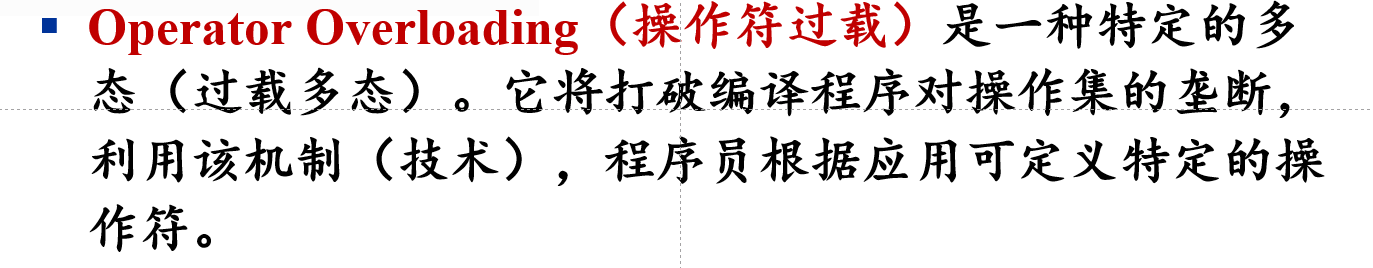 ▪ Operator Overloading（操作符过载）是一种特定的多
态（过载多态）。它将打破编译程序对操作集的垄断，
利用该机制（技术），程序员根据应用可定义特定的操
作符。